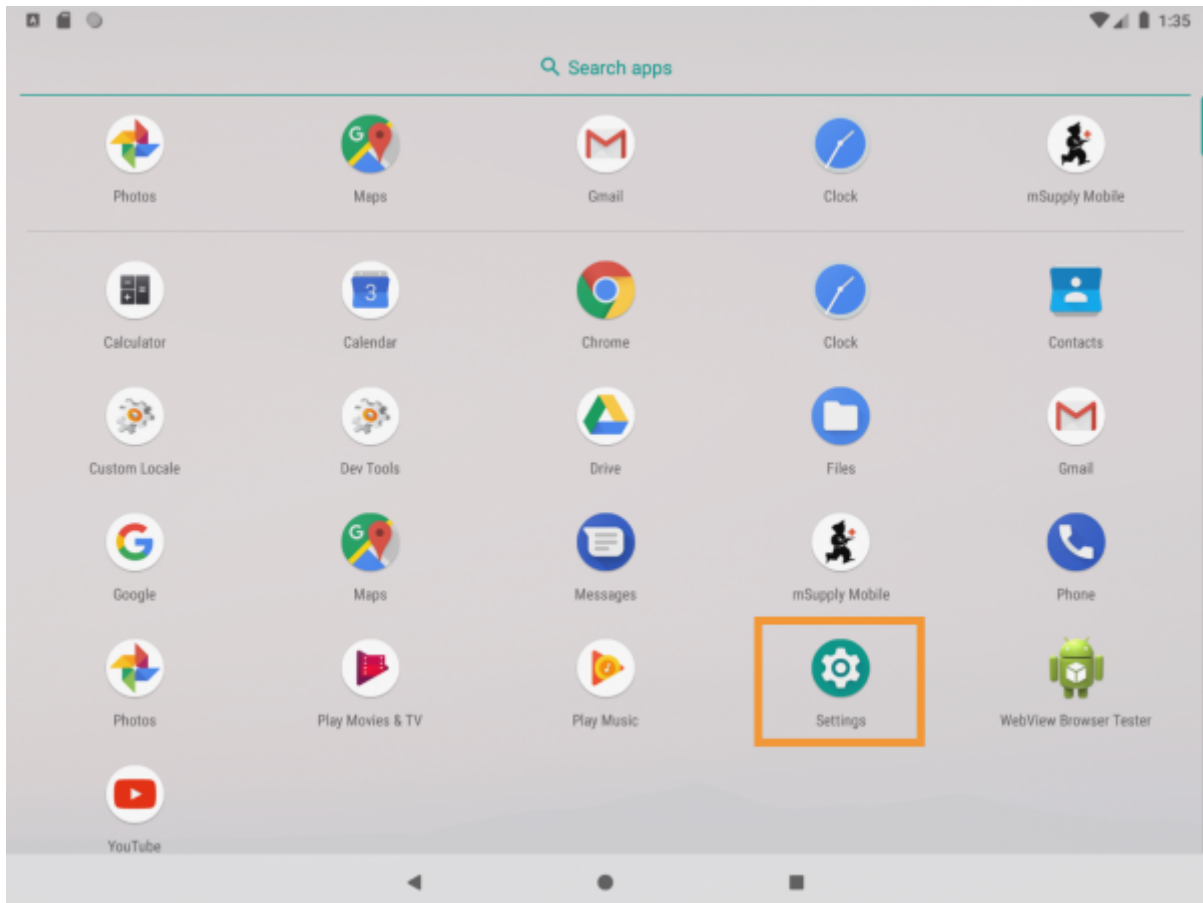 1:35
Search apps
Photos Maps Gmail Clock mSupply Mobile
3
Calculator Calendar Chrome Clock Contacts
Custom Locale Dev Tools Drive Files Gmail
Google Maps Messages mSupply Mobile Phone
Photos Play Movies & TV Play Music Settings WebView Browser Tester
YouTube